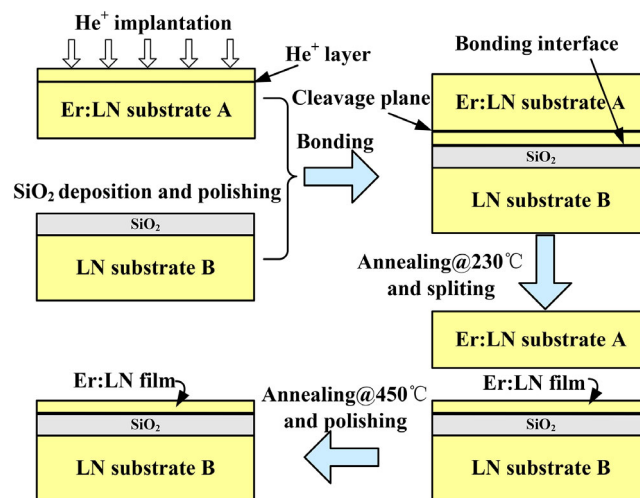 He⁺ implantation
He⁺ layer
Er:LN substrate A
SiO₂ deposition and polishing
SiO₂
LN substrate B
Bonding
Bonding interface
Cleavage plane
Er:LN substrate A
SiO₂
LN substrate B
Annealing@230℃
and spliting
Er:LN substrate A
Er:LN film
SiO₂
LN substrate B
Annealing@450℃
and polishing
Er:LN film
SiO₂
LN substrate B